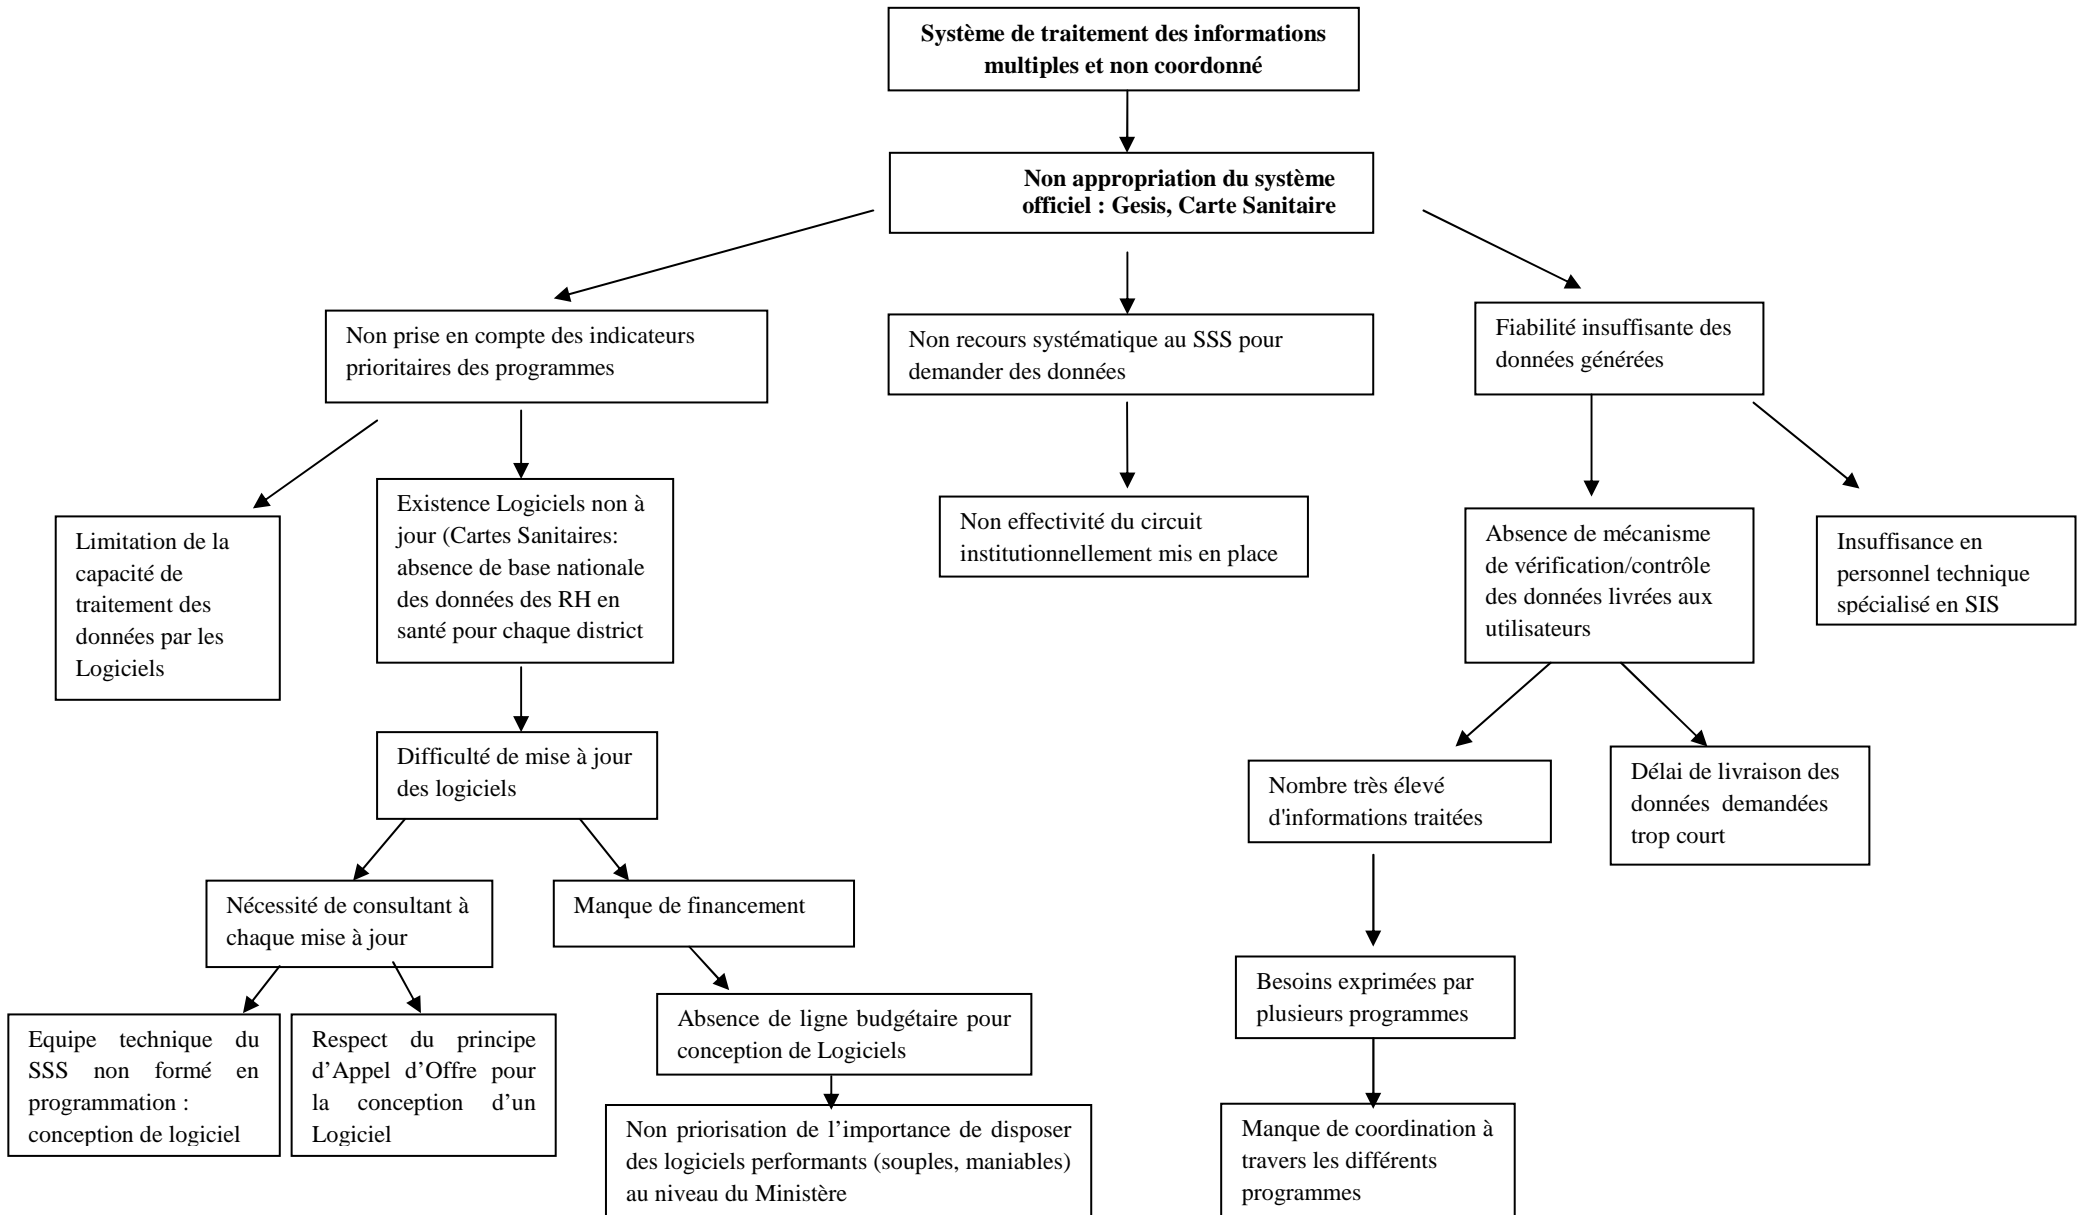 Système de traitement des informations
multiples et non coordonné
Non appropriation du système
officiel : Gesis, Carte Sanitaire
Non prise en compte des indicateurs
prioritaires des programmes
Non recours systématique au SSS pour
demander des données
Fiabilité insuffisante des
données générées
Limitation de la
capacité de
traitement des
données par les
Logiciels
Existence Logiciels non à
jour (Cartes Sanitaires:
absence de base nationale
des données des RH en
santé pour chaque district
Non effectivité du circuit
institutionnellement mis en place
Absence de mécanisme
de vérification/contrôle
des données livrées aux
utilisateurs
Insuffisance en
personnel technique
spécialisé en SIS
Difficulté de mise à jour
des logiciels
Nombre très élevé
d'informations traitées
Délai de livraison des
données demandées
trop court
Nécessité de consultant à
chaque mise à jour
Manque de financement
Besoins exprimées par
plusieurs programmes
Equipe technique du
SSS non formé en
programmation :
conception de logiciel
Respect du principe
d’Appel d’Offre pour
la conception d’un
Logiciel
Absence de ligne budgétaire pour
conception de Logiciels
Non priorisation de l’importance de disposer
des logiciels performants (souples, maniables)
au niveau du Ministère
Manque de coordination à
travers les différents
programmes